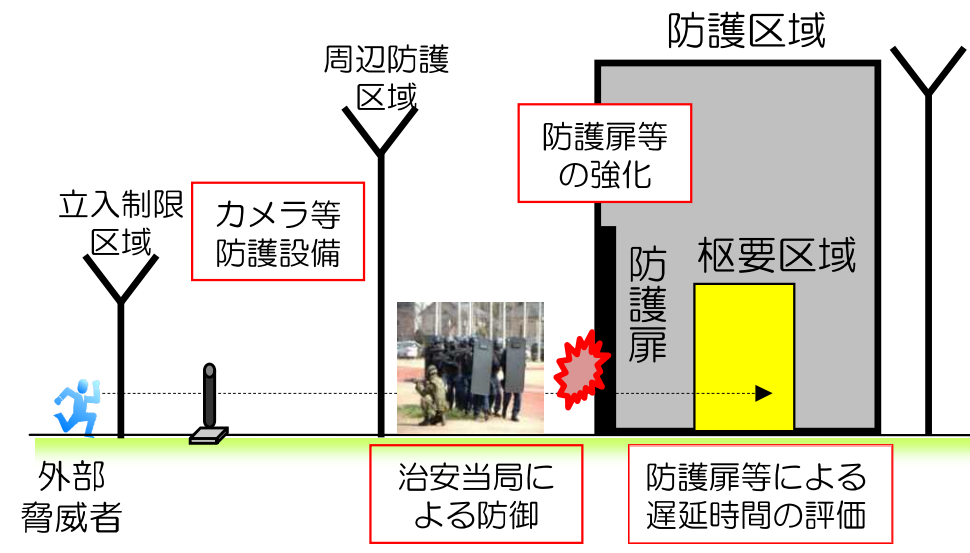 防護区域
周辺防護
区域
防護扉等
の強化
立入制限
区域
カメラ等
防護設備
防護扉
枢要区域
外部
脅威者
治安当局に
よる防御
防護扉等による
遅延時間の評価